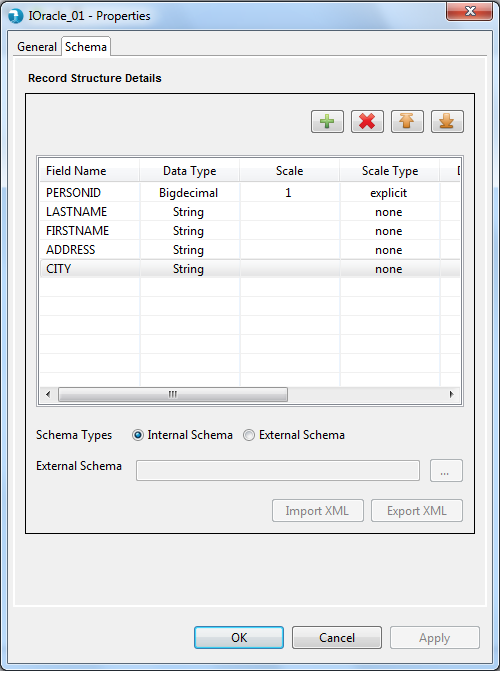 IOracle_01 - Properties
General Schema
Record Structure Details
Field Name Data Type Scale Scale Type
PERSONID Bigdecimal 1 explicit
LASTNAME String none
FIRSTNAME String none
ADDRESS String none
CITY String none
Schema Types Internal Schema External Schema
External Schema ...
Import XML Export XML
OK Cancel Apply